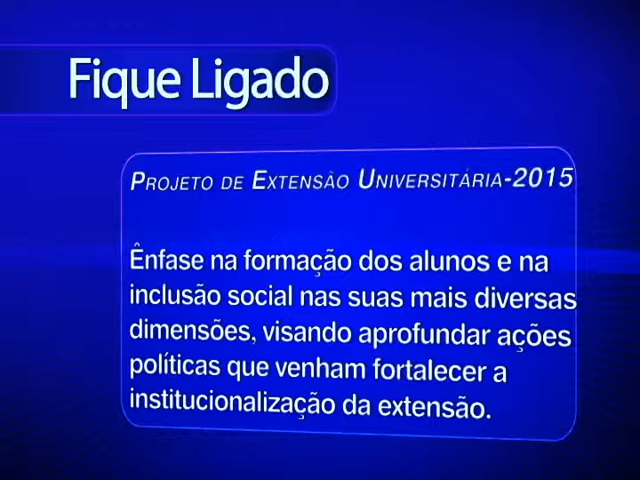 Fique Ligado
PROJETO DE EXTENSÃO UNIVERSITÁRIA-2015
Ênfase na formação dos alunos e na
inclusão social nas suas mais diversas
dimensões, visando aprofundar ações
políticas que venham fortalecer a
institucionalização da extensão.